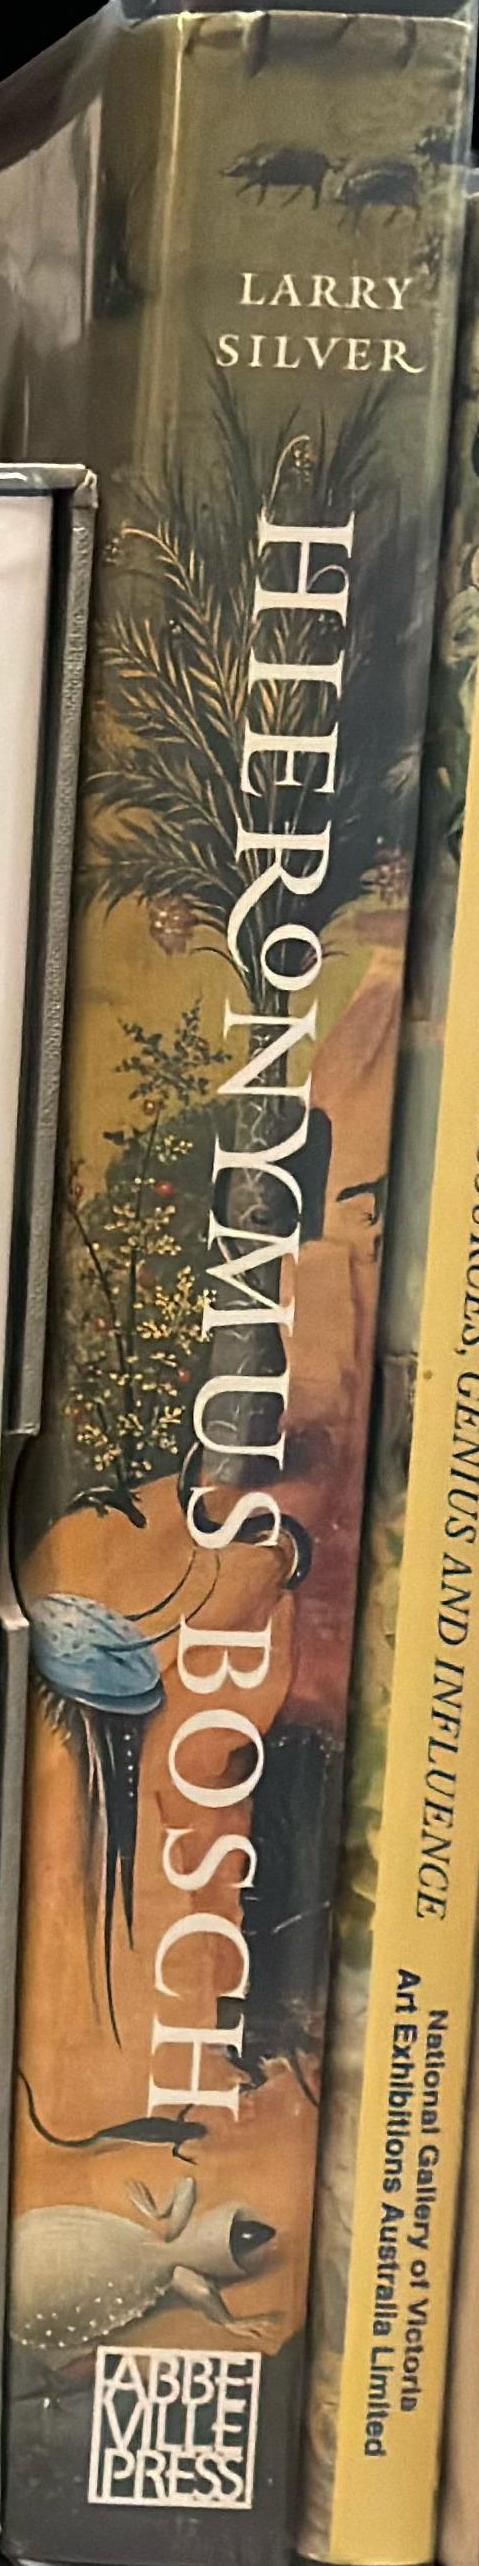 LARRY
SILVER
HIERONYMUS BOSCH
ABBE
VILLE
PRESS
GENIUS AND INFLUENCE
National Gallery of Victoria
Art Exhibitions Australia Limited